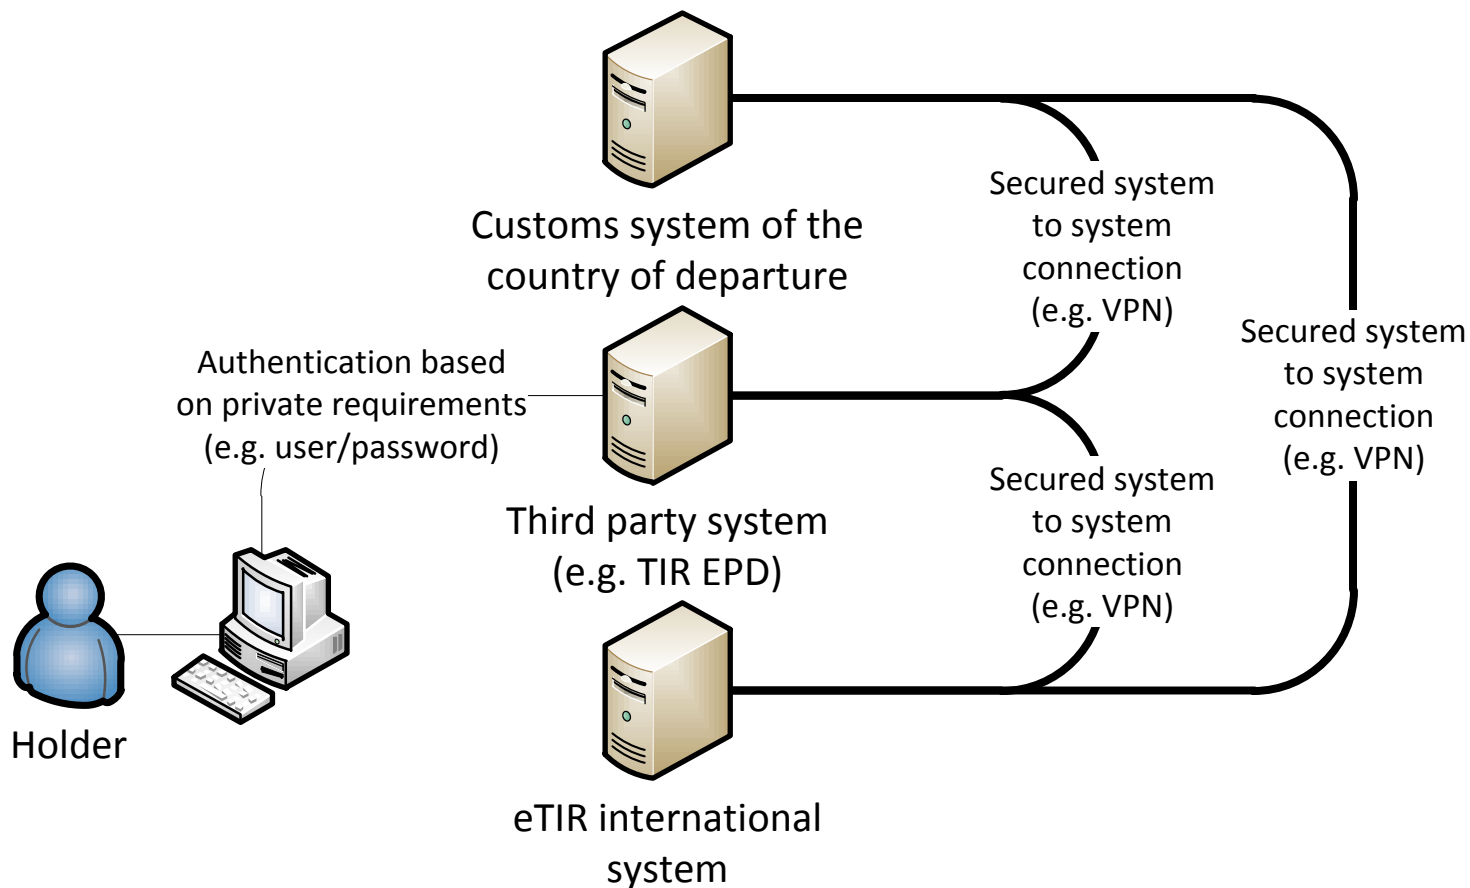 Customs system of the
country of departure
Secured system
to system
connection
(e.g. VPN)
Secured system
to system
connection
(e.g. VPN)
Authentication based
on private requirements
(e.g. user/password)
Third party system
(e.g. TIR EPD)
Secured system
to system
connection
(e.g. VPN)
Holder
eTIR international
system